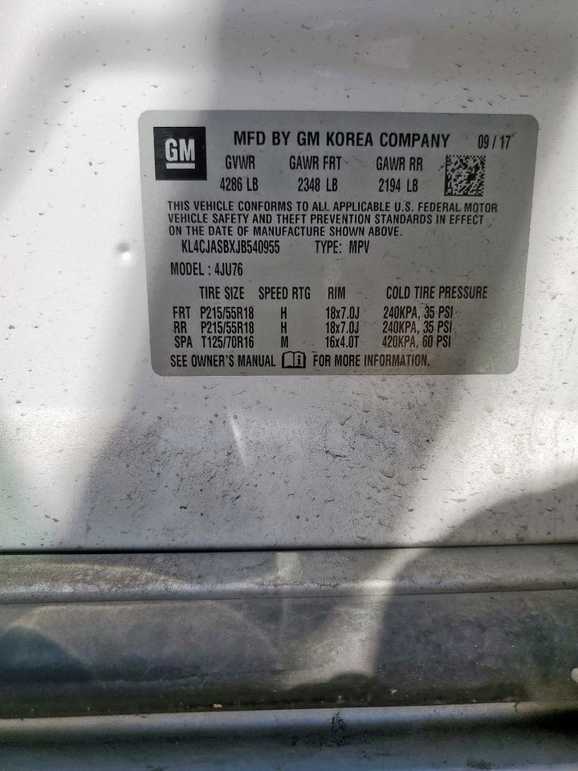 GM
MFD BY GM KOREA COMPANY 09 / 17
GVWR GAWR FRT GAWR RR
4286 LB 2348 LB 2194 LB
THIS VEHICLE CONFORMS TO ALL APPLICABLE U.S. FEDERAL MOTOR
VEHICLE SAFETY AND THEFT PREVENTION STANDARDS IN EFFECT
ON THE DATE OF MANUFACTURE SHOWN ABOVE.
KL4CJASBXJB540955 TYPE: MPV
MODEL : 4JU76
TIRE SIZE SPEED RTG RIM COLD TIRE PRESSURE
FRT P215/55R18 H 18x7.0J 240KPA, 35 PSI
RR P215/55R18 H 18x7.0J 240KPA, 35 PSI
SPA T125/70R16 M 16x4.0T 420KPA, 60 PSI
SEE OWNER'S MANUAL FOR MORE INFORMATION.